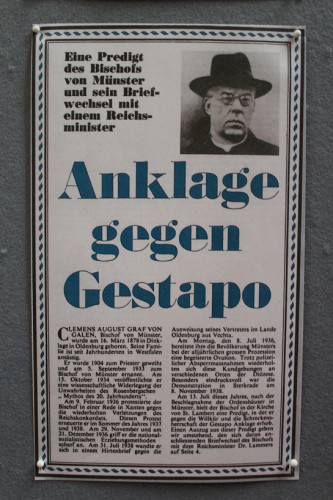 Eine Predigt
des Bischofs
von Münster
und sein Brief-
wechsel mit
einem Reichs-
minister
Anklage
gegen
Gestapo
CLEMENS AUGUST GRAF VON
GALEN, Bischof von Münster,
wurde am 16. März 1878 in Dink-
lage in Oldenburg geboren. Seine Fami-
lie ist seit Jahrhunderten in Westfalen
ansässig.
Er wurde 1904 zum Priester geweiht
und am 5. September 1933 zum
Bischof von Münster ernannt. Am
15. Oktober 1934 veröffentlichte er
eine wissenschaftliche Widerlegung der
Unwahrheiten des Rosenbergschen
„Mythos des 20. Jahrhunderts".
Am 9. Februar 1936 protestierte der
Bischof in einer Rede in Xanten gegen
die wiederholten Verletzungen des
Reichskonkordats. Diesen Protest
erneuerte er im Sommer des Jahres 1937
und 1938. Am 29. November und am
21. Dezember 1936 griff er die national-
sozialistischen Erziehungsmethoden
scharf an. Am 31. Juli 1938 wandte er
sich in einem Hirtenbrief gegen die
Ausweisung seines Vertreters im Lande
Oldenburg aus Vechta.
Am Montag, dem 8. Juli 1936,
bereitete ihm die Bevölkerung Münsters
bei der alljährlichen grossen Prozession
eine begeisterte Ovation. Trotz polizei-
licher Absperrmassnahmen wiederhol-
ten sich diese Kundgebungen an
verschiedenen Orten der Diözese.
Besonders eindrucksvoll war die
Demonstration in Benkrade am
6. November 1938.
Am 13. Juli dieses Jahres, nach der
Beschlagnahme der Ordenshäuser in
Münster, hielt der Bischof in der Kirche
von St. Lambert eine Predigt, in der er
gegen die Willkür und die Schreckens-
herrschaft der Gestapo Anklage erhob.
Einen Auszug aus dieser Predigt geben
wir umstehend, den sich daran an-
schliessenden Briefwechsel des Bischofs
mit dem Reichsminister Dr. Lammers
auf Seite 4.